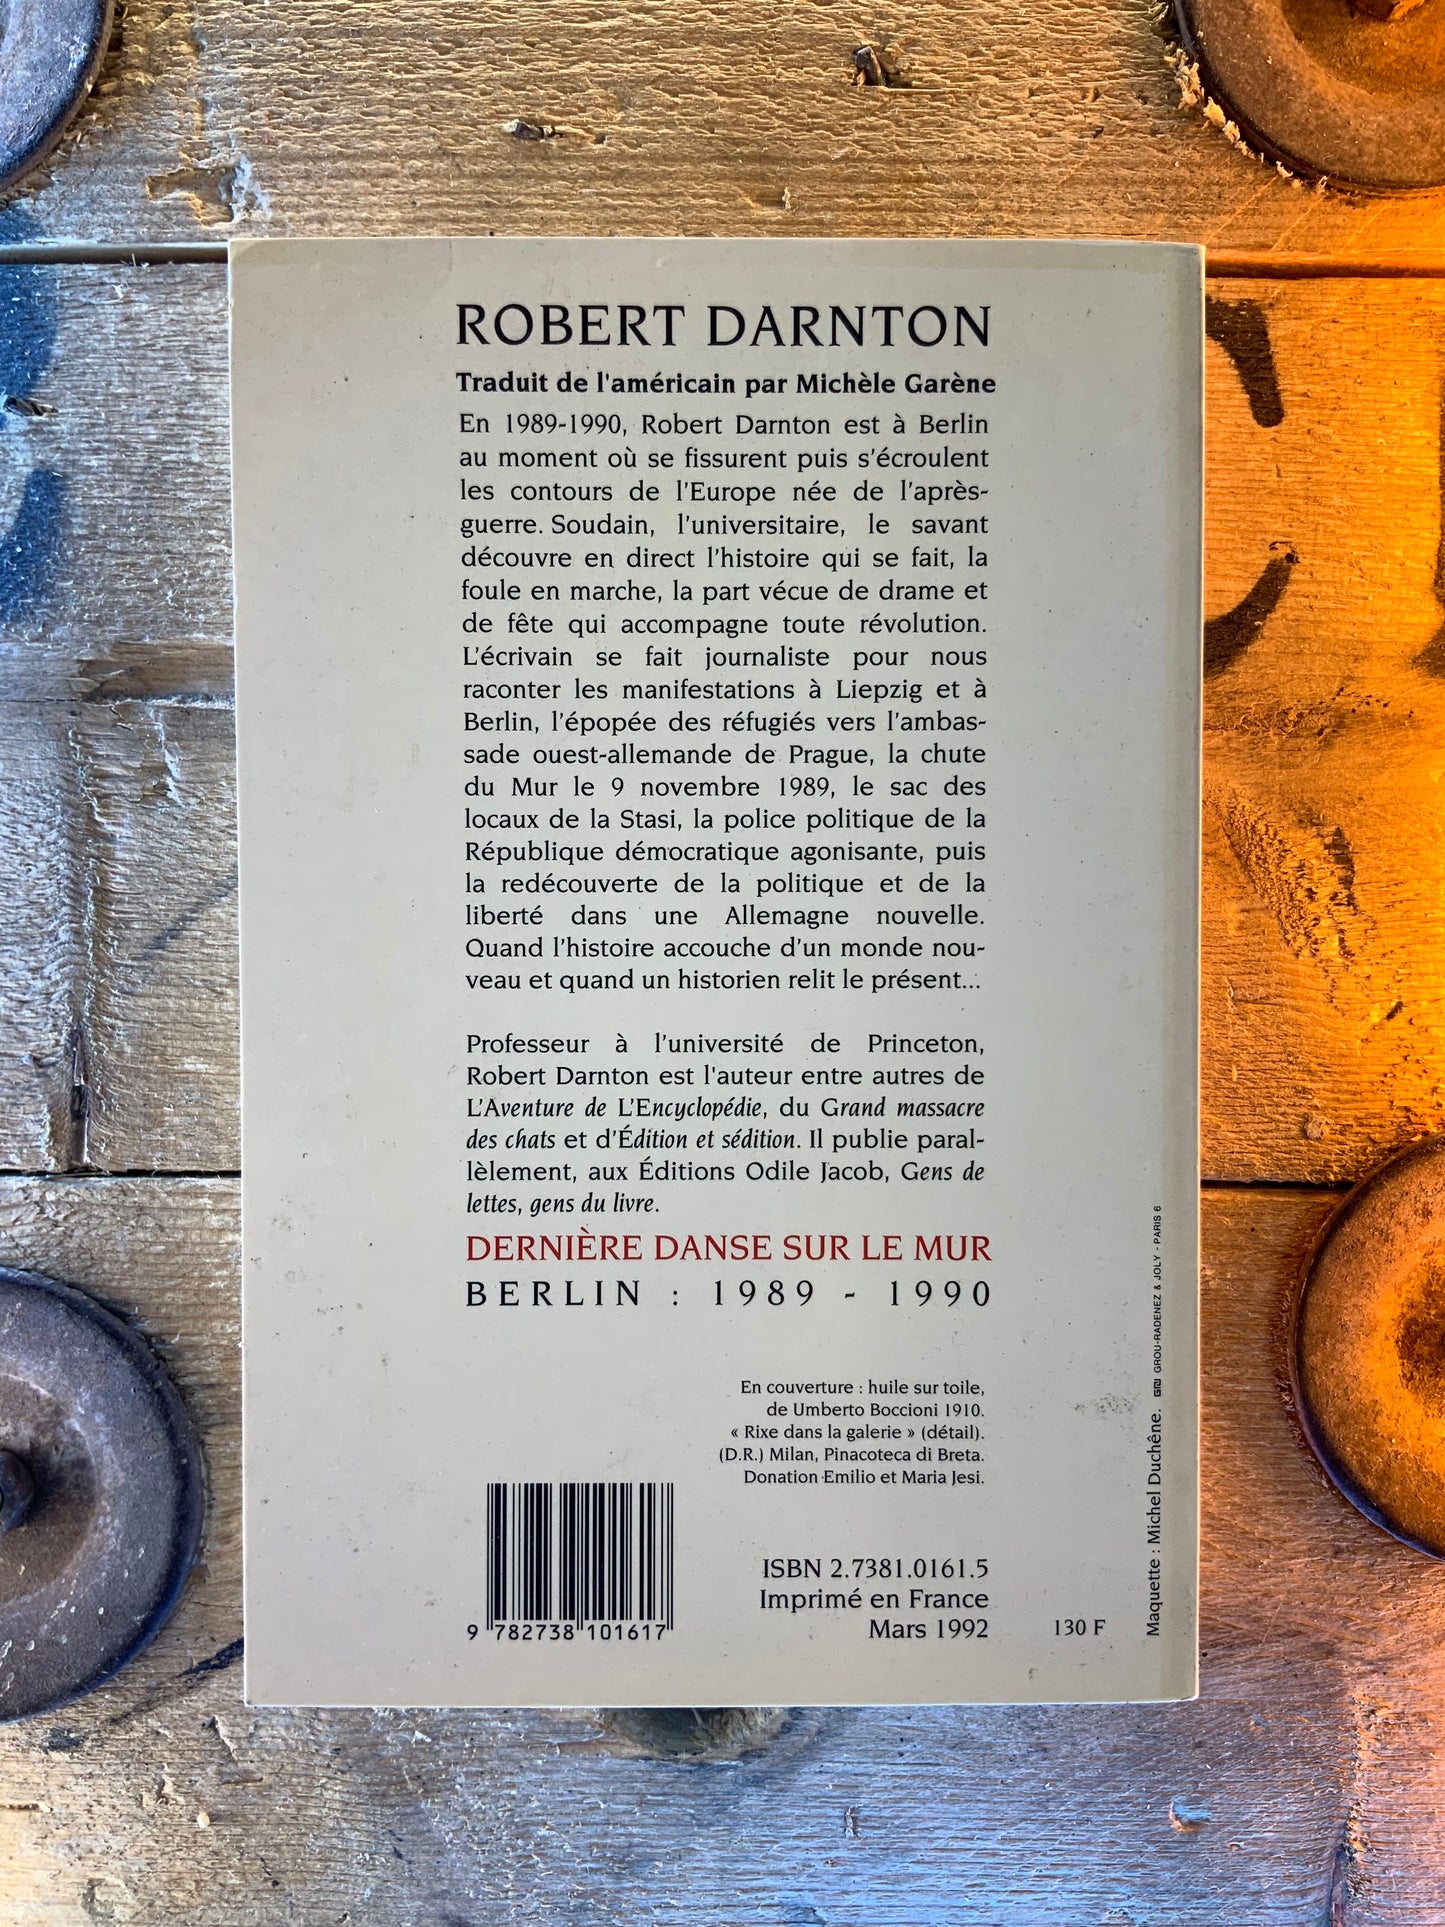 ROBERT DARNTON
Traduit de l'américain par Michèle Garène
En 1989-1990, Robert Darnton est à Berlin
au moment où se fissurent puis s'écroulent
les contours de l'Europe née de l'après-
guerre. Soudain, l'universitaire, le savant
découvre en direct l'histoire qui se fait, la
foule en marche, la part vécue de drame et
de fête qui accompagne toute révolution.
L'écrivain se fait journaliste pour nous
raconter les manifestations à Liepzig et à
Berlin, l'épopée des réfugiés vers l'ambas-
sade ouest-allemande de Prague, la chute
du Mur le 9 novembre 1989, le sac des
locaux de la Stasi, la police politique de la
République démocratique agonisante, puis
la redécouverte de la politique et de la
liberté dans une Allemagne nouvelle.
Quand l'histoire accouche d'un monde nou-
veau et quand un historien relit le présent...
Professeur à l'université de Princeton,
Robert Darnton est l'auteur entre autres de
L'Aventure de L'Encyclopédie, du Grand massacre
des chats et d'Édition et sédition. Il publie paral-
lèlement, aux Éditions Odile Jacob, Gens de
lettes, gens du livre.
DERNIÈRE DANSE SUR LE MUR
BERLIN : 1989 - 1990
En couverture : huile sur toile,
de Umberto Boccioni 1910.
« Rixe dans la galerie » (détail).
(D.R.) Milan, Pinacoteca di Breta.
Donation Emilio et Maria Jesi.
ISBN 2.7381.0161.5
Imprimé en France
Mars 1992
130 F
9 782738 101617
Maquette : Michel Duchêne. GRJ GROU-RADENEZ & JOLY - PARIS 6